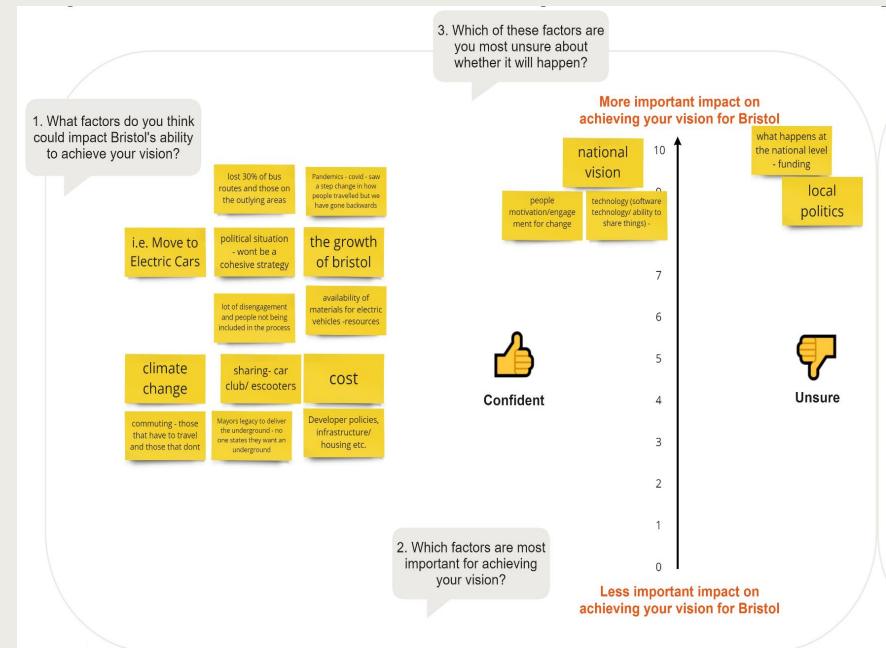 3. Which of these factors are
you most unsure about
whether it will happen?
1. What factors do you think
could impact Bristol's ability
to achieve your vision?
lost 30% of bus
routes and those on
the outlying areas
Pandemics - covid - saw
a step change in how
people travelled but we
have gone backwards
i.e. Move to
Electric Cars
political situation
- wont be a
cohesive strategy
the growth
of bristol
lot of disengagement
and people not being
included in the process
availability of
materials for electric
vehicles -resources
climate
change
sharing- car
club/ escooters
cost
commuting - those
that have to travel
and those that dont
Mayors legacy to deliver
the underground - no
one states they want an
underground
Developer policies,
infrastructure/
housing etc.
More important impact on
achieving your vision for Bristol
national
vision
people
motivation/engage
ment for change
technology (software
technology/ ability to
share things) -
what happens at
the national level
- funding
local
politics
10
7
6
5
4
3
2
1
0
Confident
Unsure
2. Which factors are most
important for achieving
your vision?
Less important impact on
achieving your vision for Bristol